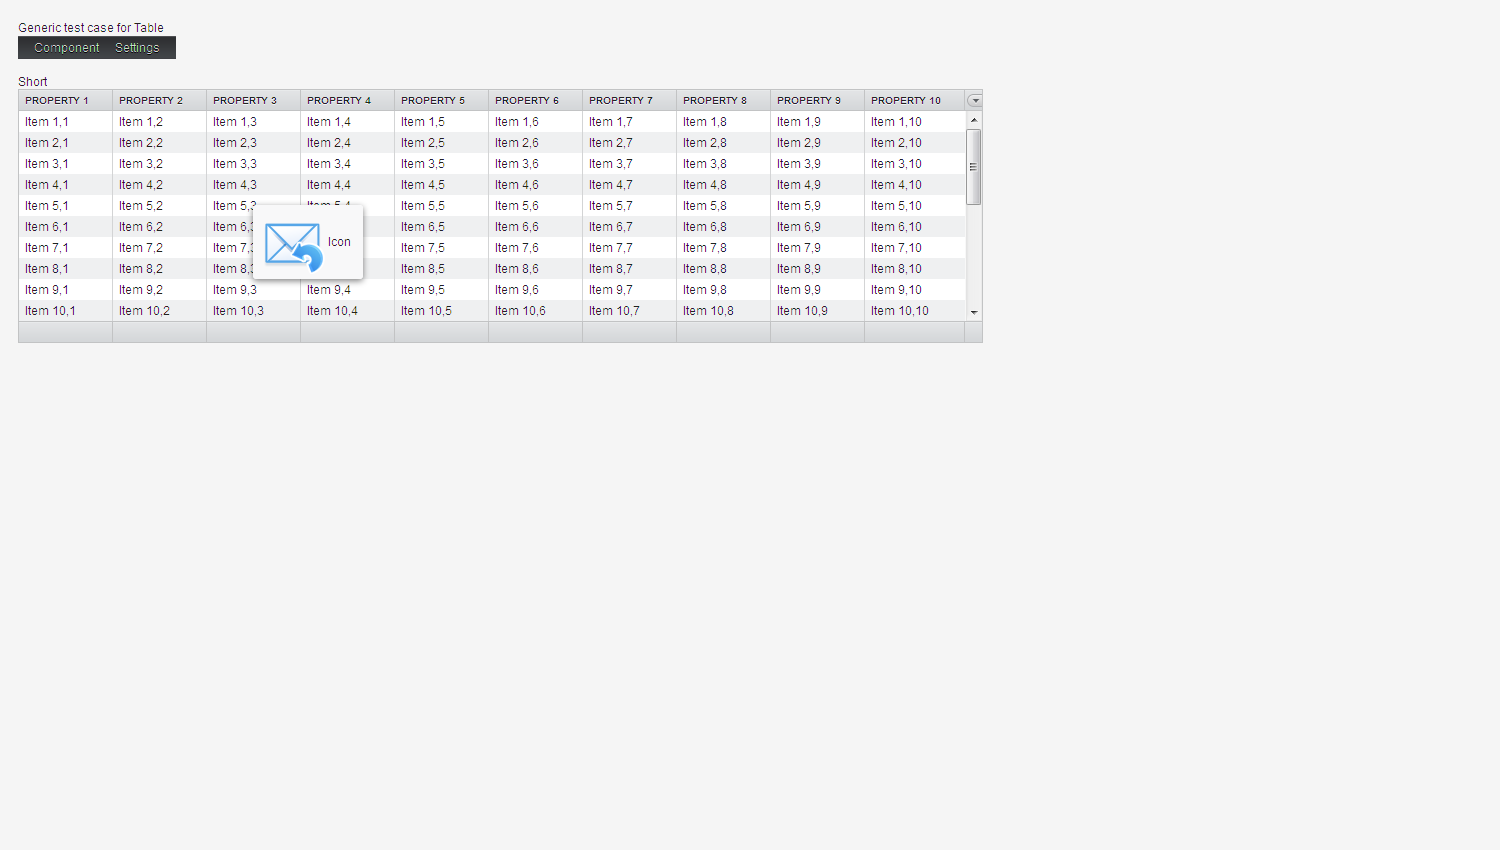 Generic test case for Table
Component Settings
Short
PROPERTY 1 PROPERTY 2 PROPERTY 3 PROPERTY 4 PROPERTY 5 PROPERTY 6 PROPERTY 7 PROPERTY 8 PROPERTY 9 PROPERTY 10
Item 1,1 Item 1,2 Item 1,3 Item 1,4 Item 1,5 Item 1,6 Item 1,7 Item 1,8 Item 1,9 Item 1,10
Item 2,1 Item 2,2 Item 2,3 Item 2,4 Item 2,5 Item 2,6 Item 2,7 Item 2,8 Item 2,9 Item 2,10
Item 3,1 Item 3,2 Item 3,3 Item 3,4 Item 3,5 Item 3,6 Item 3,7 Item 3,8 Item 3,9 Item 3,10
Item 4,1 Item 4,2 Item 4,3 Item 4,4 Item 4,5 Item 4,6 Item 4,7 Item 4,8 Item 4,9 Item 4,10
Item 5,1 Item 5,2 Item 5,3 Item 5,4 Item 5,5 Item 5,6 Item 5,7 Item 5,8 Item 5,9 Item 5,10
Item 6,1 Item 6,2 Item 6,3 Item 6,5 Item 6,6 Item 6,7 Item 6,8 Item 6,9 Item 6,10
Icon
Item 7,1 Item 7,2 Item 7,3 Item 7,5 Item 7,6 Item 7,7 Item 7,8 Item 7,9 Item 7,10
Item 8,1 Item 8,2 Item 8,3 Item 8,5 Item 8,6 Item 8,7 Item 8,8 Item 8,9 Item 8,10
Item 9,1 Item 9,2 Item 9,3 Item 9,4 Item 9,5 Item 9,6 Item 9,7 Item 9,8 Item 9,9 Item 9,10
Item 10,1 Item 10,2 Item 10,3 Item 10,4 Item 10,5 Item 10,6 Item 10,7 Item 10,8 Item 10,9 Item 10,10